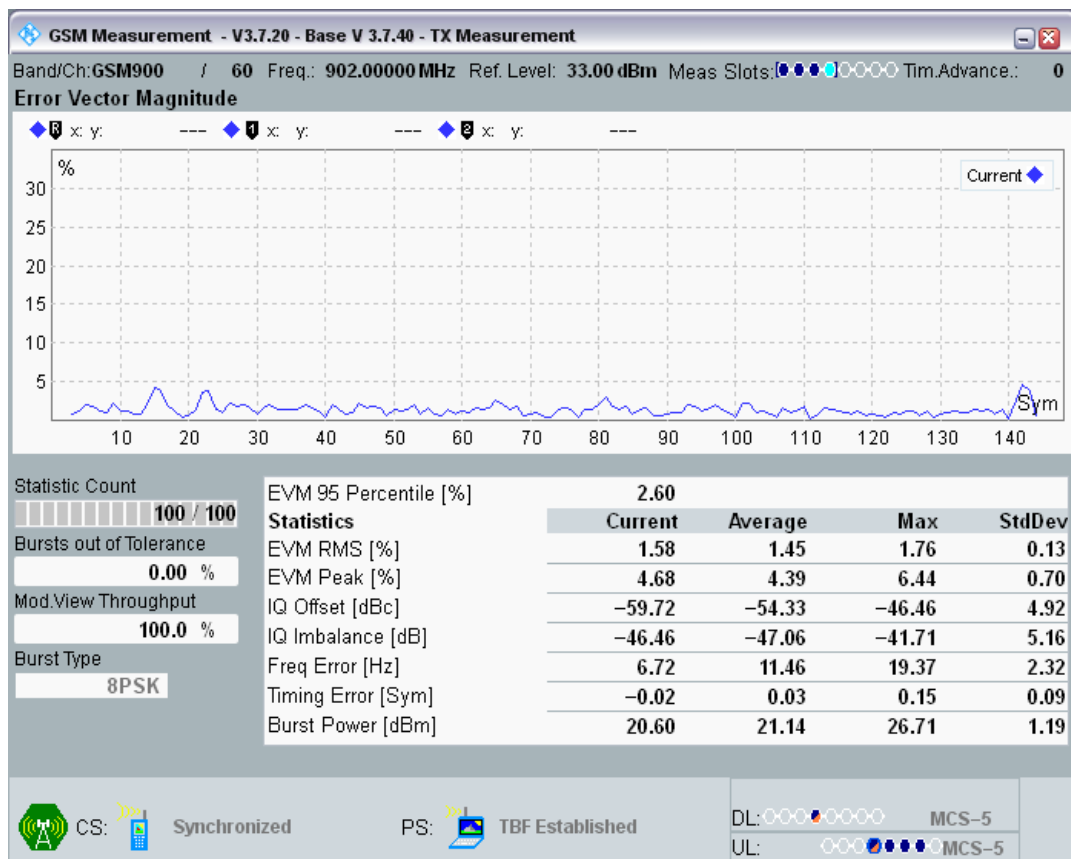 GSM Measurement - V3.7.20 - Base V 3.7.40 - TX Measurement
Band/Ch:GSM900 / 60 Freq.: 902.00000 MHz Ref. Level: 33.00 dBm Meas Slots: Tim.Advance.: 0
Error Vector Magnitude
R x: y: --- 1 x: y: --- 2 x: y: ---
%
Current
30
25
20
15
10
5
Sym
10 20 30 40 50 60 70 80 90 100 110 120 130 140
Statistic Count
100 / 100
Bursts out of Tolerance
0.00 %
Mod.View Throughput
100.0 %
Burst Type
8PSK
EVM 95 Percentile [%] 2.60
Statistics Current Average Max StdDev
EVM RMS [%] 1.58 1.45 1.76 0.13
EVM Peak [%] 4.68 4.39 6.44 0.70
IQ Offset [dBc] −59.72 −54.33 −46.46 4.92
IQ Imbalance [dB] −46.46 −47.06 −41.71 5.16
Freq Error [Hz] 6.72 11.46 19.37 2.32
Timing Error [Sym] −0.02 0.03 0.15 0.09
Burst Power [dBm] 20.60 21.14 26.71 1.19
CS: Synchronized PS: TBF Established
DL: MCS−5
UL: MCS−5